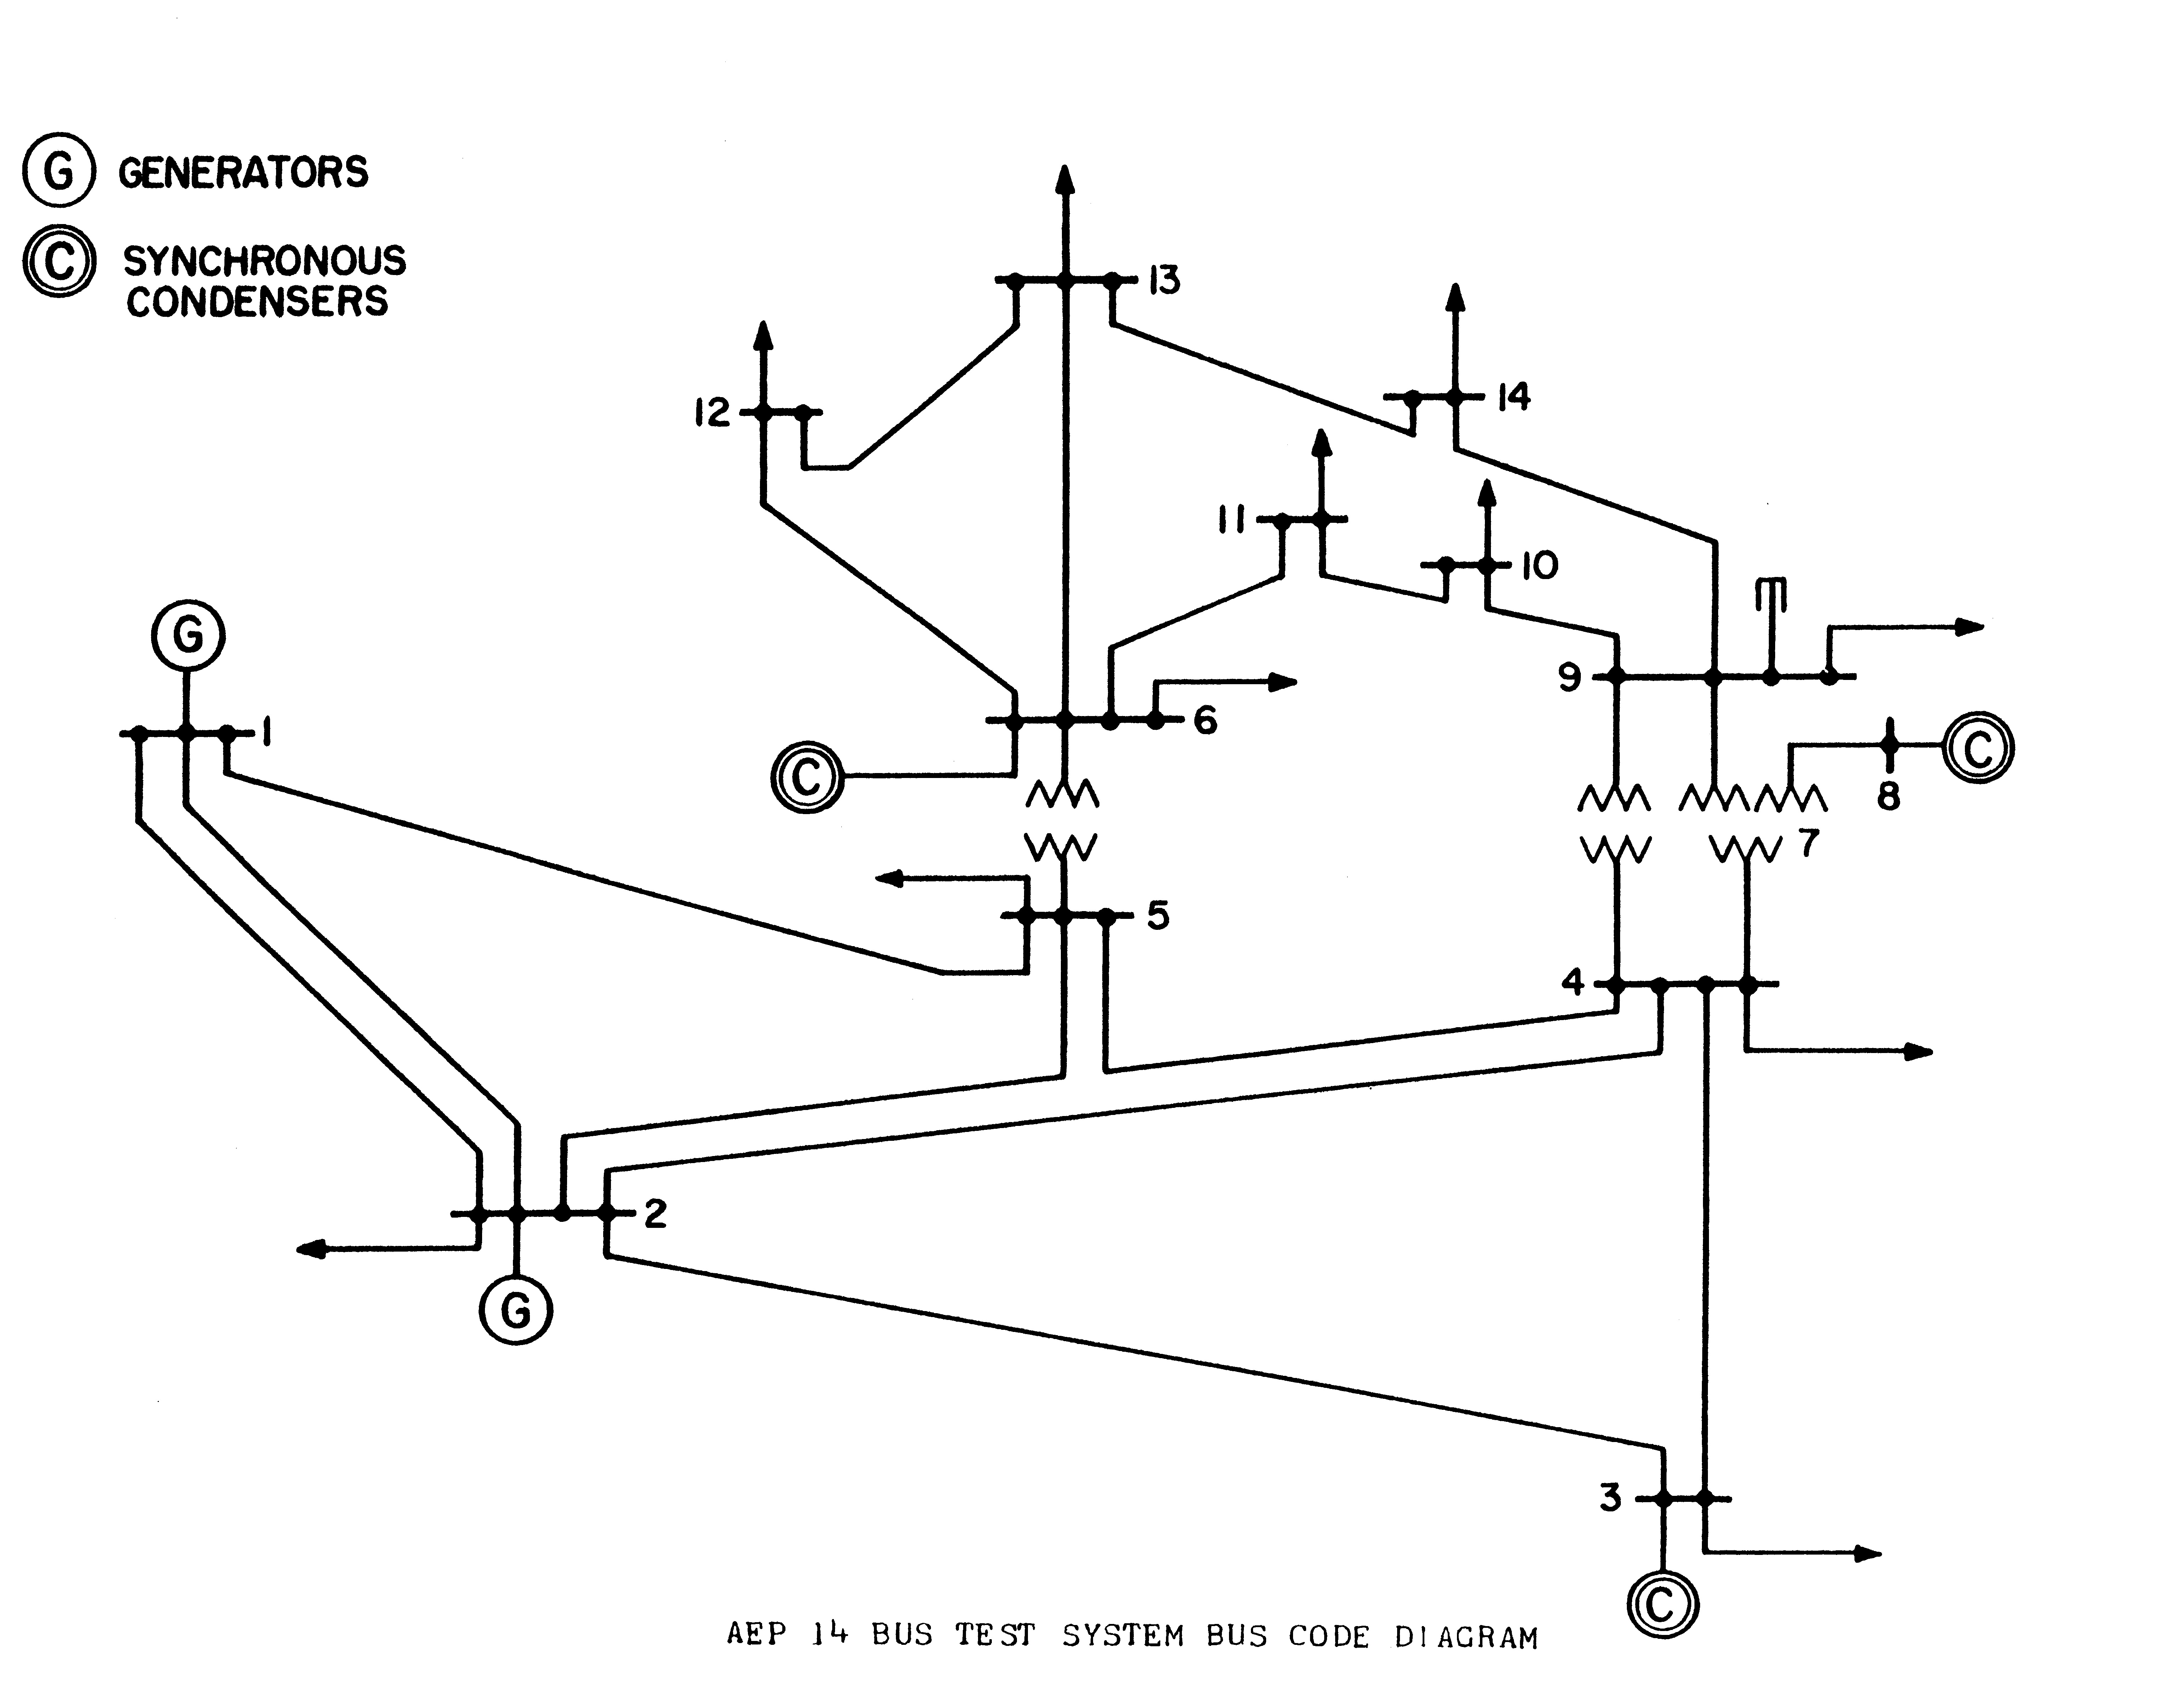 G GENERATORS
C SYNCHRONOUS
CONDENSERS
13
14
12
11
10
G
9
1
6
C
C
8
7
5
4
2
G
3
C
AEP 14 BUS TEST SYSTEM BUS CODE DIAGRAM